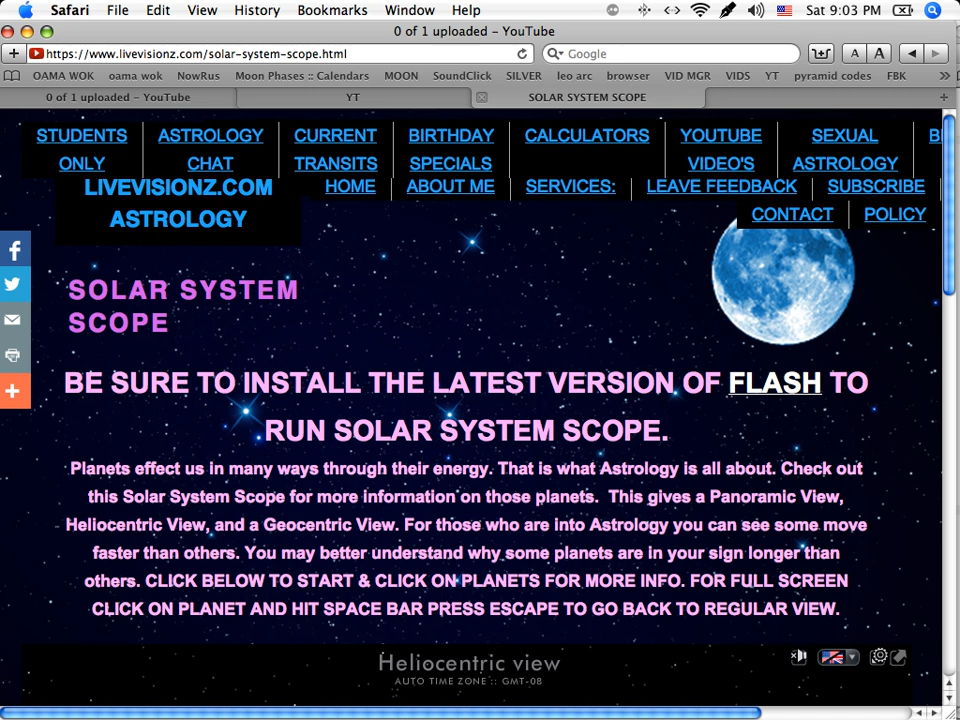 Safari File Edit View History Bookmarks Window Help Sat 9:03 PM
0 of 1 uploaded - YouTube
https://www.livevisionz.com/solar-system-scope.html Google A A
OAMA WOK oama wok NowRus Moon Phases :: Calendars MOON SoundClick SILVER leo arc browser VID MGR VIDS YT pyramid codes FBK
0 of 1 uploaded - YouTube YT SOLAR SYSTEM SCOPE
STUDENTS ASTROLOGY CURRENT BIRTHDAY CALCULATORS YOUTUBE SEXUAL
ONLY CHAT TRANSITS SPECIALS VIDEO'S ASTROLOGY
LIVEVISIONZ.COM HOME ABOUT ME SERVICES: LEAVE FEEDBACK SUBSCRIBE
ASTROLOGY CONTACT POLICY
SOLAR SYSTEM
SCOPE
BE SURE TO INSTALL THE LATEST VERSION OF FLASH TO
RUN SOLAR SYSTEM SCOPE.
Planets effect us in many ways through their energy. That is what Astrology is all about. Check out
this Solar System Scope for more information on those planets. This gives a Panoramic View,
Heliocentric View, and a Geocentric View. For those who are into Astrology you can see some move
faster than others. You may better understand why some planets are in your sign longer than
others. CLICK BELOW TO START & CLICK ON PLANETS FOR MORE INFO. FOR FULL SCREEN
CLICK ON PLANET AND HIT SPACE BAR PRESS ESCAPE TO GO BACK TO REGULAR VIEW.
Heliocentric view
AUTO TIME ZONE :: GMT-08